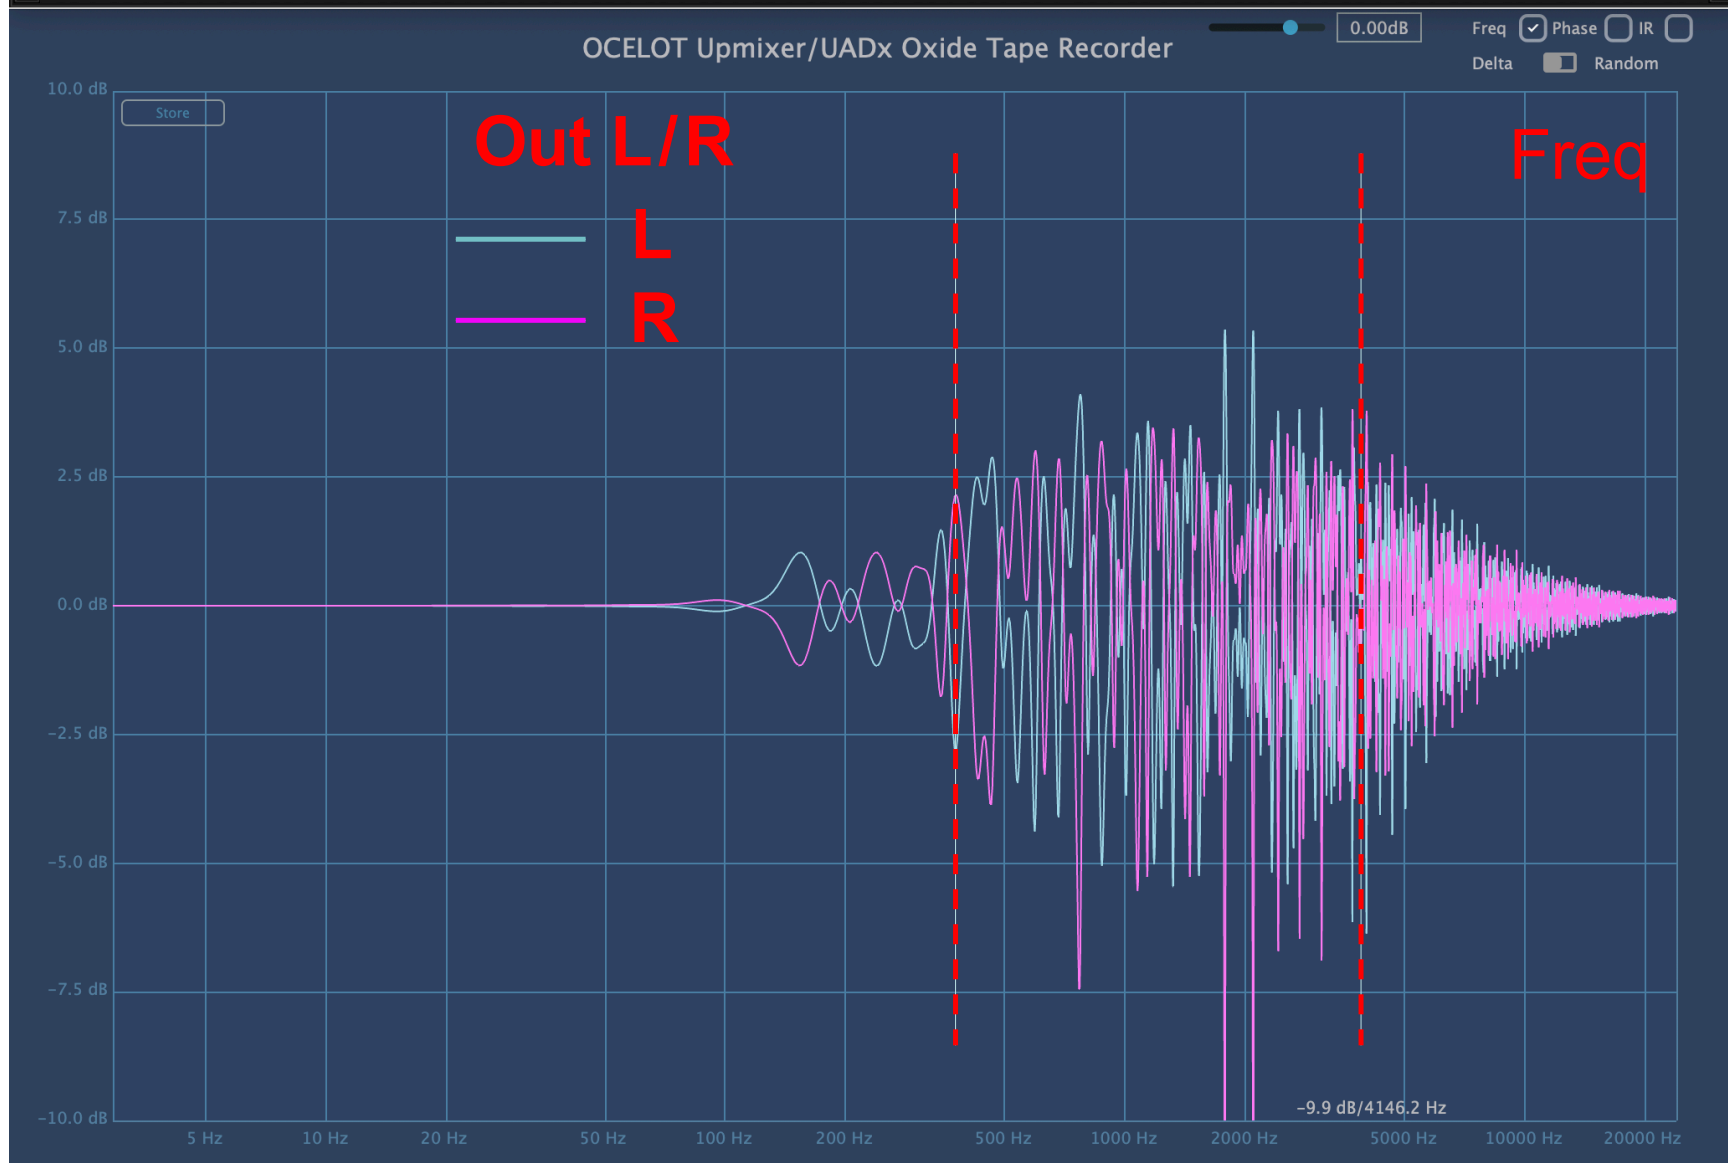 0.00dB
Freq Phase IR
OCELOT Upmixer/UADx Oxide Tape Recorder
Delta Random
10.0 dB
Store
Out L/R
Freq
7.5 dB
L
R
5.0 dB
2.5 dB
0.0 dB
−2.5 dB
−5.0 dB
−7.5 dB
−10.0 dB
−9.9 dB/4146.2 Hz
5 Hz 10 Hz 20 Hz 50 Hz 100 Hz 200 Hz 500 Hz 1000 Hz 2000 Hz 5000 Hz 10000 Hz 20000 Hz